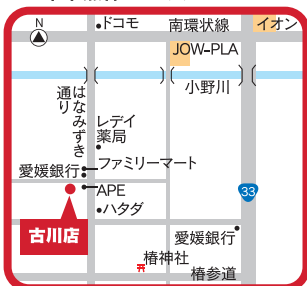 N
ドコモ
南環状線
イオン
JOW-PLA
小野川
はなみずき
通り
レデイ
薬局
愛媛銀行
ファミリーマート
APE
ハタダ
33
古川店
愛媛銀行
椿神社
椿参道